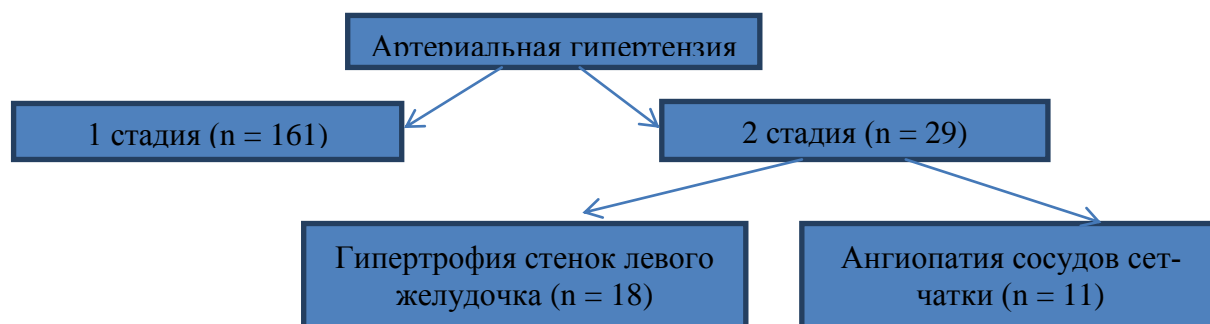 Артериальная гипертензия
1 стадия (n = 161)
2 стадия (n = 29)
Гипертрофия стенок левого
желудочка (n = 18)
Ангиопатия сосудов сет-
чатки (n = 11)